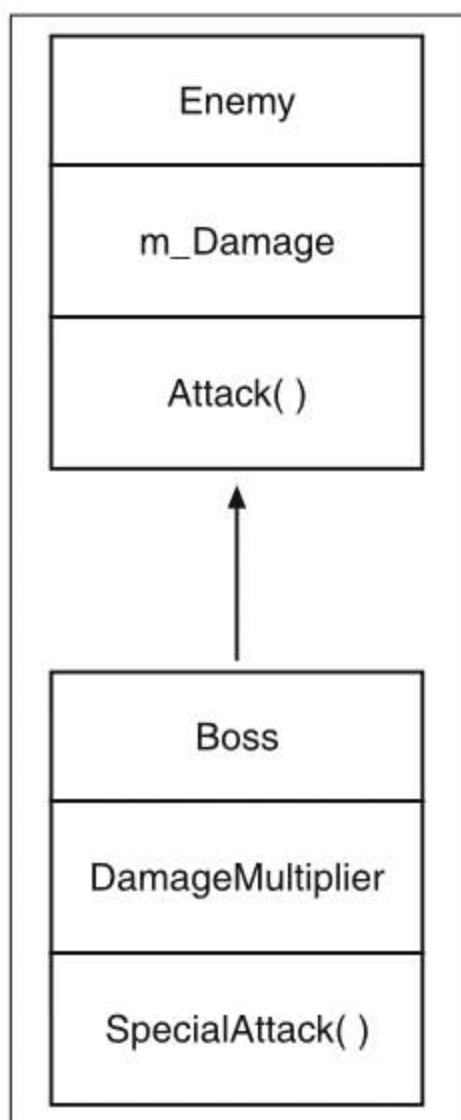 Enemy
m_Damage
Attack( )
Boss
DamageMultiplier
SpecialAttack( )